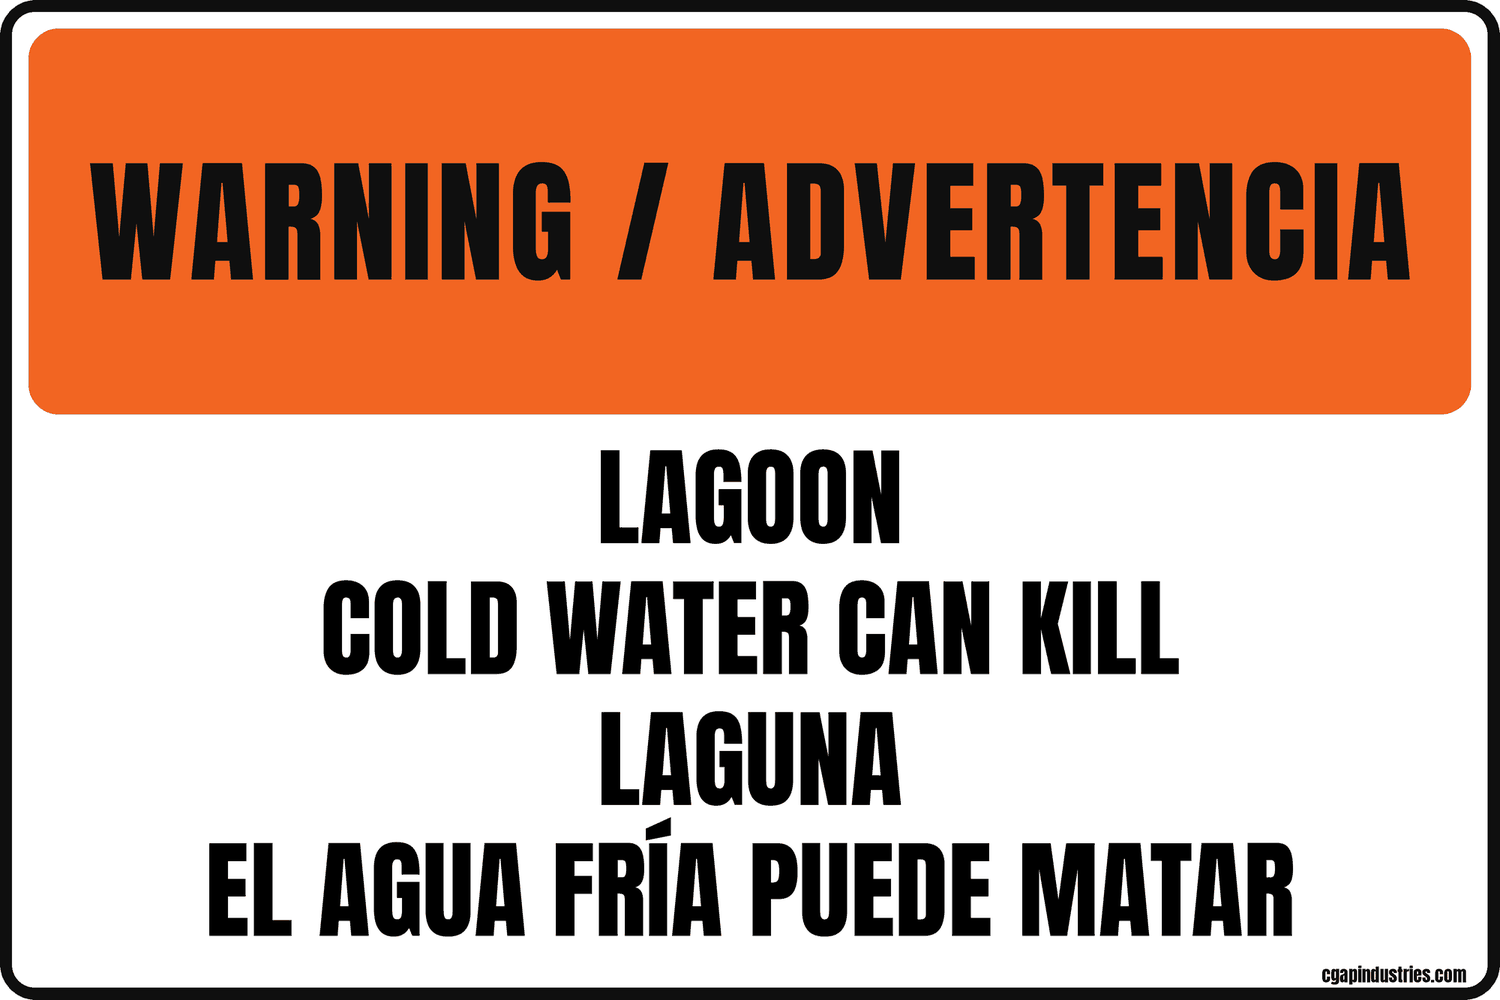 WARNING / ADVERTENCIA
LAGOON
COLD WATER CAN KILL
LAGUNA
EL AGUA FRÍA PUEDE MATAR
cgapindustries.com